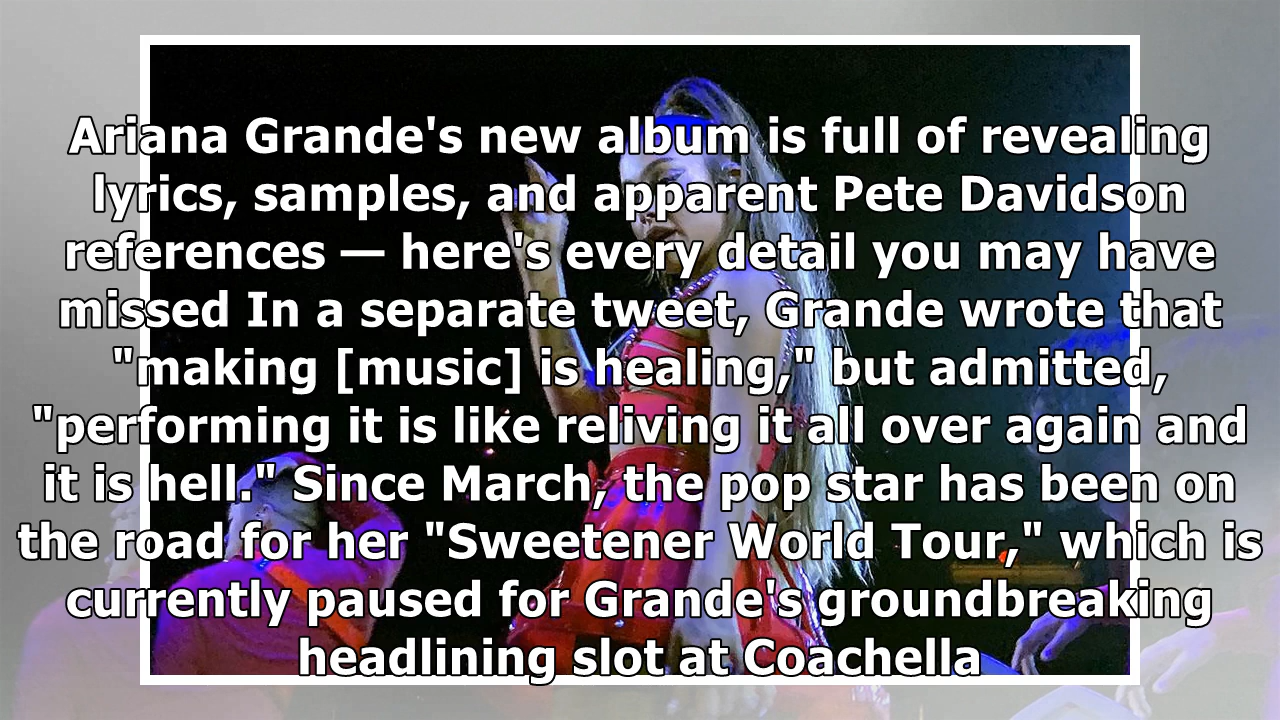 Ariana Grande's new album is full of revealing
lyrics, samples, and apparent Pete Davidson
references — here's every detail you may have
missed In a separate tweet, Grande wrote that
"making [music] is healing," but admitted,
"performing it is like reliving it all over again and
it is hell." Since March, the pop star has been on
the road for her "Sweetener World Tour," which is
currently paused for Grande's groundbreaking
headlining slot at Coachella